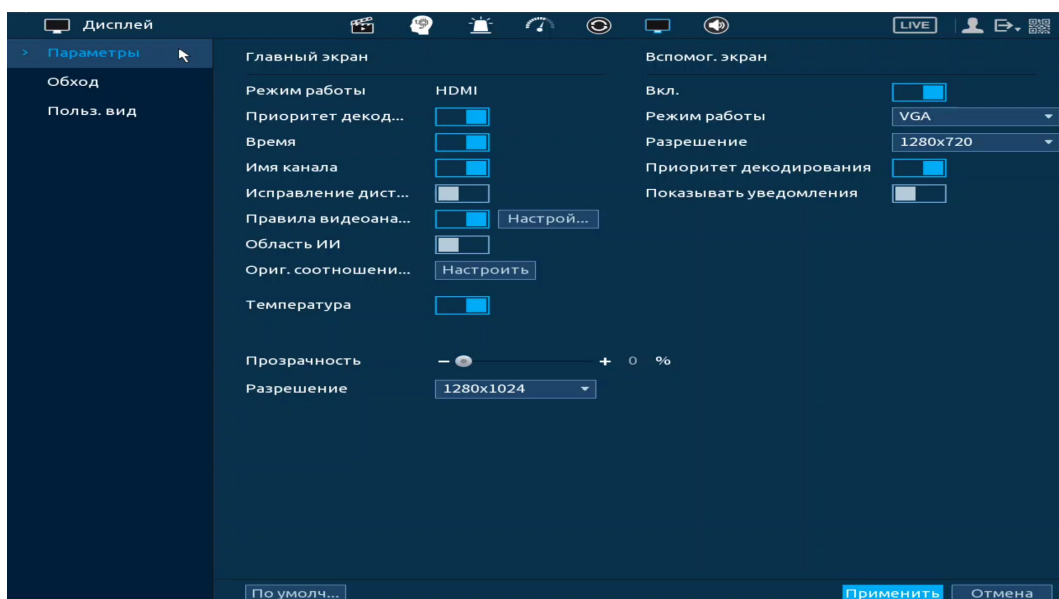 Дисплей
LIVE
> Параметры
Обход
Польз. вид
Главный экран
Режим работы HDMI
Приоритет декод...
Время
Имя канала
Исправление дист...
Правила видеоана... Настрой...
Область ИИ
Ориг. соотношени... Настроить
Температура
Прозрачность − + 0 %
Разрешение 1280x1024
Вспомог. экран
Вкл.
Режим работы VGA
Разрешение 1280x720
Приоритет декодирования
Показывать уведомления
По умолч... Применить Отмена